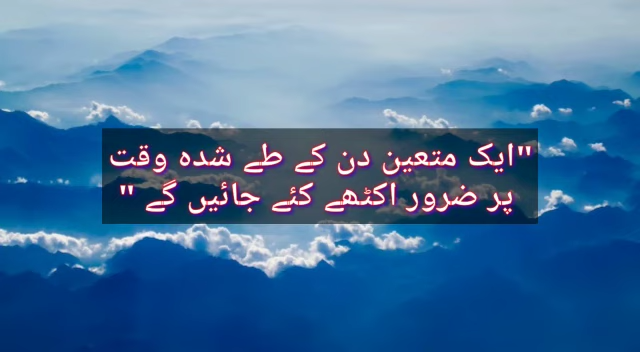 "ایک متعین دن کے طے شدہ وقت
پر ضرور اکٹھے کئے جائیں گے "